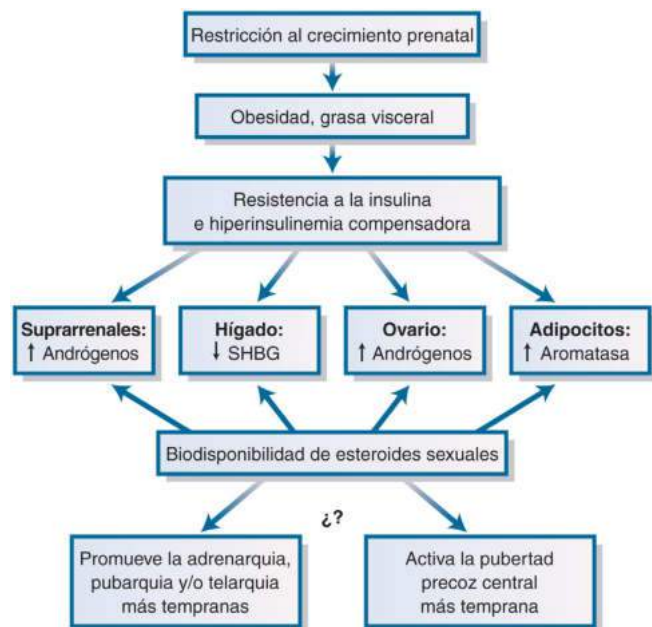 Restricción al crecimiento prenatal
Obesidad, grasa visceral
Resistencia a la insulina
e hiperinsulinemia compensadora
Suprarrenales:
↑ Andrógenos
Hígado:
↓ SHBG
Ovario:
↑ Andrógenos
Adipocitos:
↑ Aromatasa
Biodisponibilidad de esteroides sexuales
¿?
Promueve la adrenarquia,
pubarquia y/o telarquia
más tempranas
Activa la pubertad
precoz central
más temprana